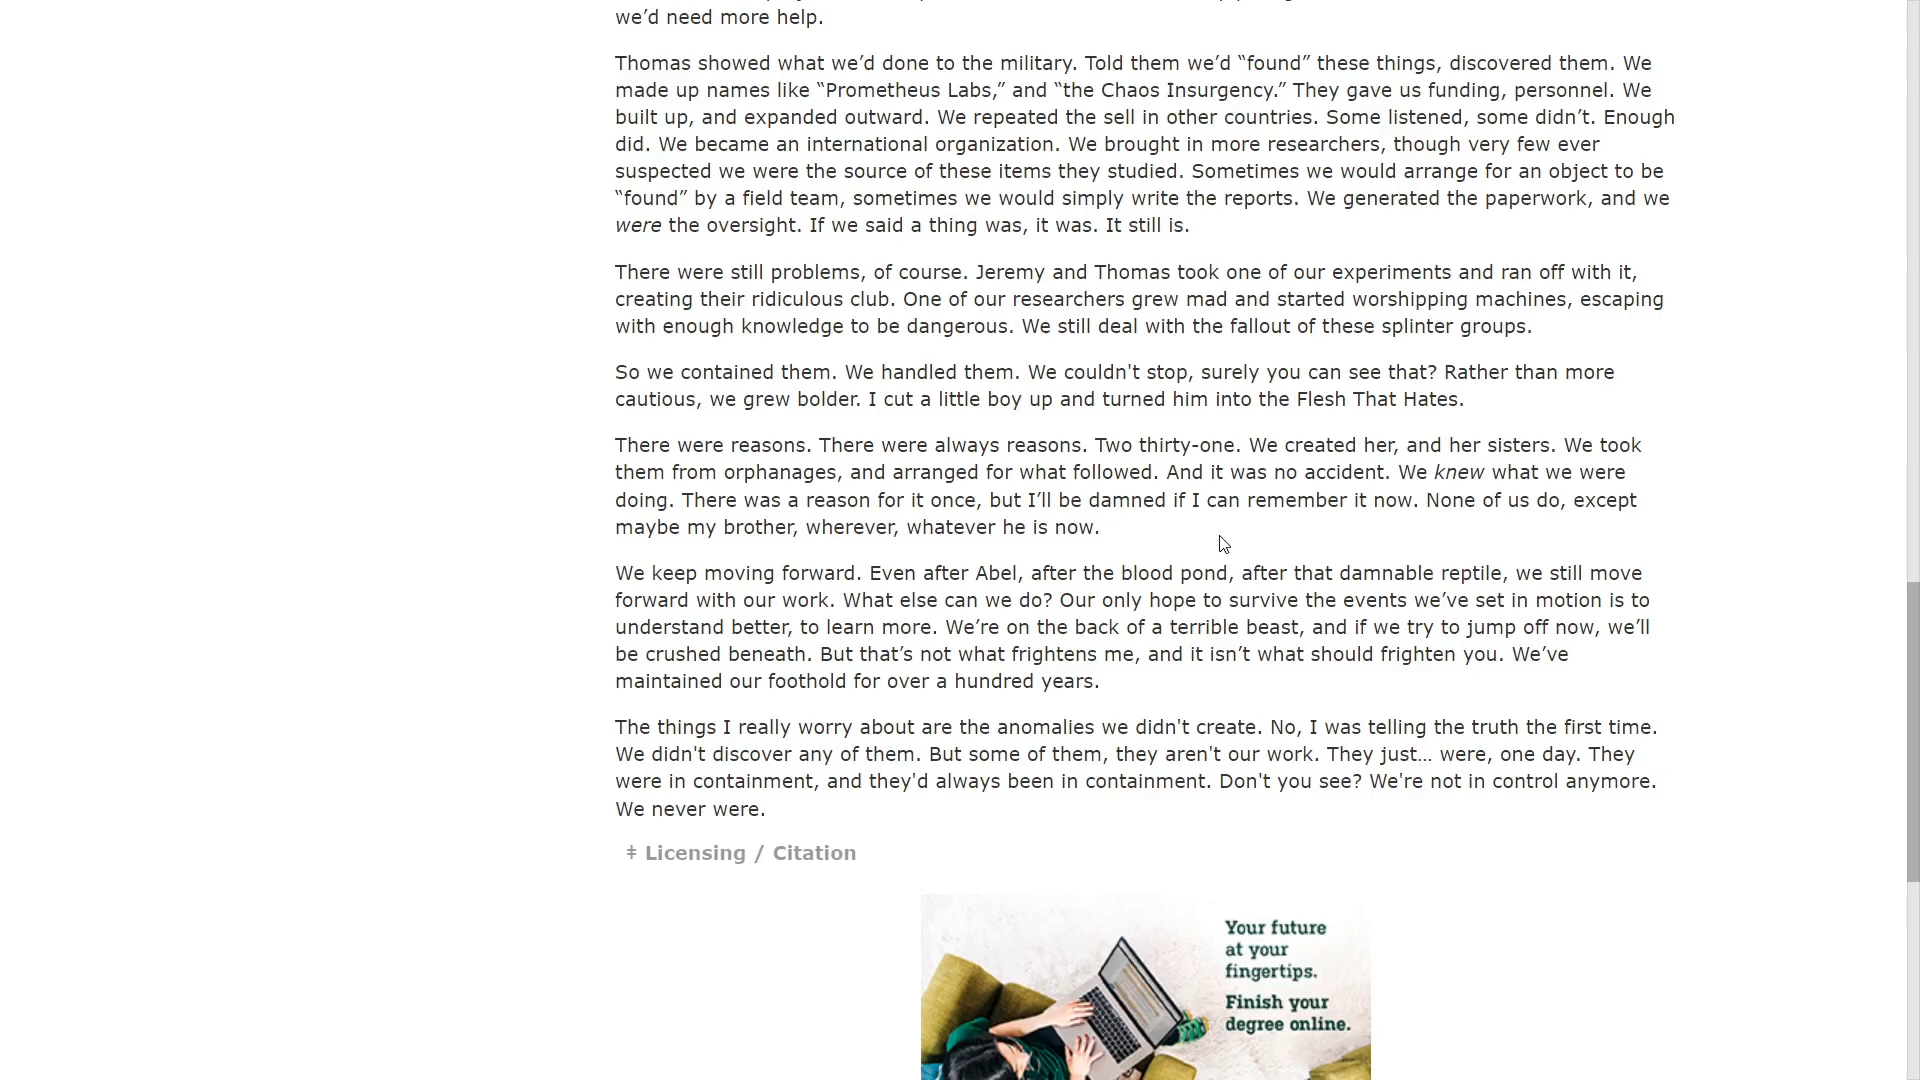 we’d need more help.
Thomas showed what we’d done to the military. Told them we’d “found” these things, discovered them. We
made up names like “Prometheus Labs,” and “the Chaos Insurgency.” They gave us funding, personnel. We
built up, and expanded outward. We repeated the sell in other countries. Some listened, some didn’t. Enough
did. We became an international organization. We brought in more researchers, though very few ever
suspected we were the source of these items they studied. Sometimes we would arrange for an object to be
“found” by a field team, sometimes we would simply write the reports. We generated the paperwork, and we
were the oversight. If we said a thing was, it was. It still is.
There were still problems, of course. Jeremy and Thomas took one of our experiments and ran off with it,
creating their ridiculous club. One of our researchers grew mad and started worshipping machines, escaping
with enough knowledge to be dangerous. We still deal with the fallout of these splinter groups.
So we contained them. We handled them. We couldn't stop, surely you can see that? Rather than more
cautious, we grew bolder. I cut a little boy up and turned him into the Flesh That Hates.
There were reasons. There were always reasons. Two thirty-one. We created her, and her sisters. We took
them from orphanages, and arranged for what followed. And it was no accident. We knew what we were
doing. There was a reason for it once, but I’ll be damned if I can remember it now. None of us do, except
maybe my brother, wherever, whatever he is now.
We keep moving forward. Even after Abel, after the blood pond, after that damnable reptile, we still move
forward with our work. What else can we do? Our only hope to survive the events we’ve set in motion is to
understand better, to learn more. We’re on the back of a terrible beast, and if we try to jump off now, we’ll
be crushed beneath. But that’s not what frightens me, and it isn’t what should frighten you. We’ve
maintained our foothold for over a hundred years.
The things I really worry about are the anomalies we didn't create. No, I was telling the truth the first time.
We didn't discover any of them. But some of them, they aren't our work. They just… were, one day. They
were in containment, and they'd always been in containment. Don't you see? We're not in control anymore.
We never were.
‡ Licensing / Citation
Your future
at your
fingertips.
Finish your
degree online.